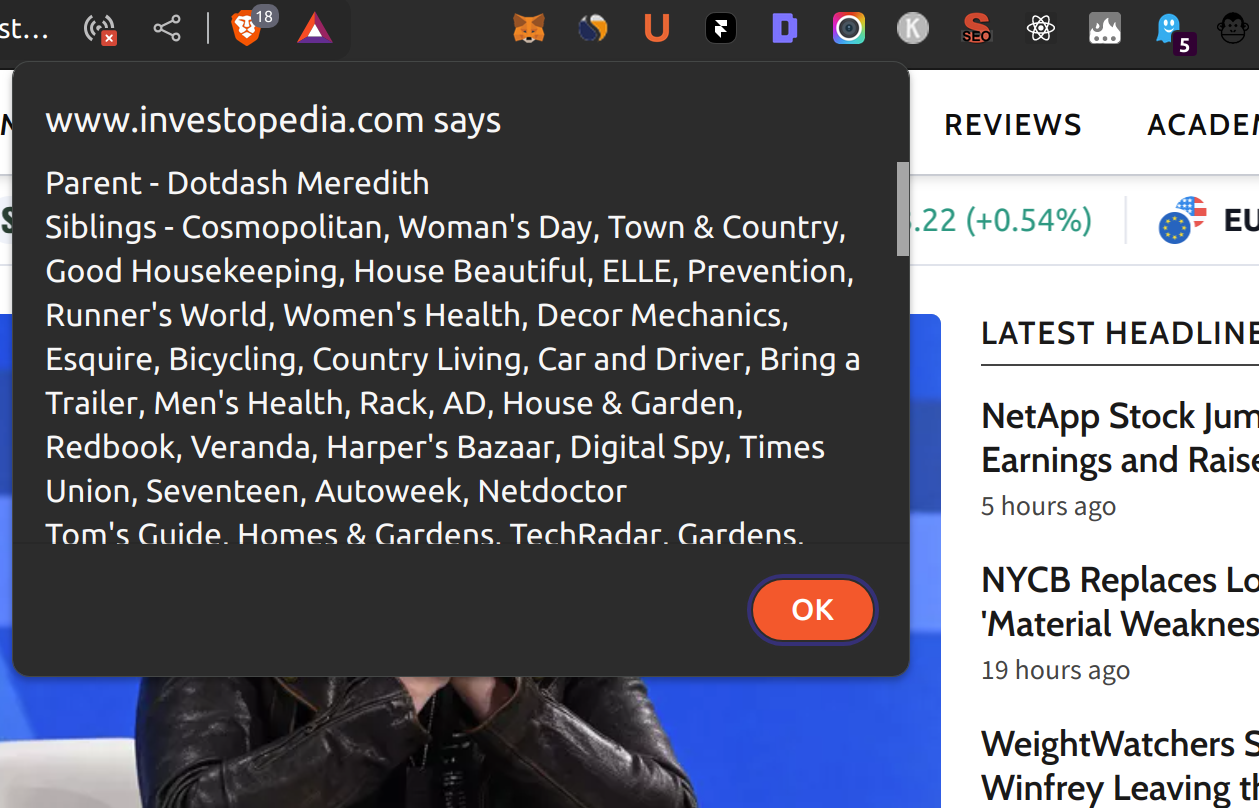 st...
18
U
D
K
SEO
5
www.investopedia.com says
Parent - Dotdash Meredith
Siblings - Cosmopolitan, Woman's Day, Town & Country,
Good Housekeeping, House Beautiful, ELLE, Prevention,
Runner's World, Women's Health, Decor Mechanics,
Esquire, Bicycling, Country Living, Car and Driver, Bring a
Trailer, Men's Health, Rack, AD, House & Garden,
Redbook, Veranda, Harper's Bazaar, Digital Spy, Times
Union, Seventeen, Autoweek, Netdoctor
Tom's Guide, Homes & Gardens, TechRadar, Gardens,
OK
REVIEWS
ACADEM
.22 (+0.54%)
EU
LATEST HEADLINE
NetApp Stock Jum
Earnings and Raise
5 hours ago
NYCB Replaces Lo
'Material Weaknes
19 hours ago
WeightWatchers S
Winfrey Leaving th